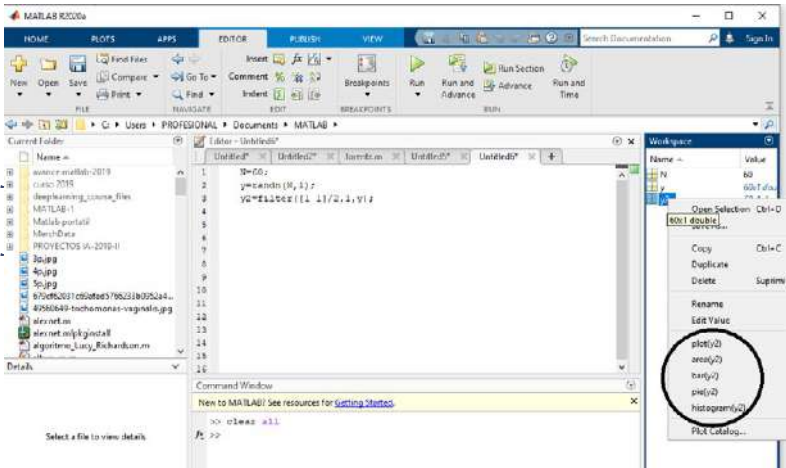 MATLAB R2020a
HOME PLOTS APPS EDITOR PUBLISH VIEW Search Documentation Sign In
New Open Save Find Files Compare Print
Go To Find
Insert Comment Indent
Breakpoints
Run Run and Advance Run Section Advance Run and Time
FILE NAVIGATE EDIT BREAKPOINTS RUN
C: Users PROFESIONAL Documents MATLAB
Current Folder
Name
avance-matlab-2019
curso 2019
deeplearning_course_files
MATLAB-1
Matlab-portatil
MerchData
PROYECTOS IA-2019-II
3p.jpg
4p.jpg
5p.jpg
alexnet.m
alexnet.mlpkginstall
algoritmo_Lucy_Richardson.m
Details
Select a file to view details
Editor - Untitled6*
Untitled* Untitled2* Untitled5* Untitled6*
1 N=60;
2 y=randn(N,1);
3 y2=filter([1 1]/2,1,y);
4
5
6
7
8
9
10
11
12
13
14
15
16
Command Window
New to MATLAB? See resources for Getting Started.
>> clear all
fx >>
Workspace
Name Value
N 60
y
y2
60x1 double
Open Selection Ctrl+D
Copy Ctrl+C
Duplicate
Delete Suprimi
Rename
Edit Value
plot(y2)
area(y2)
bar(y2)
pie(y2)
histogram(y2)
Plot Catalog...